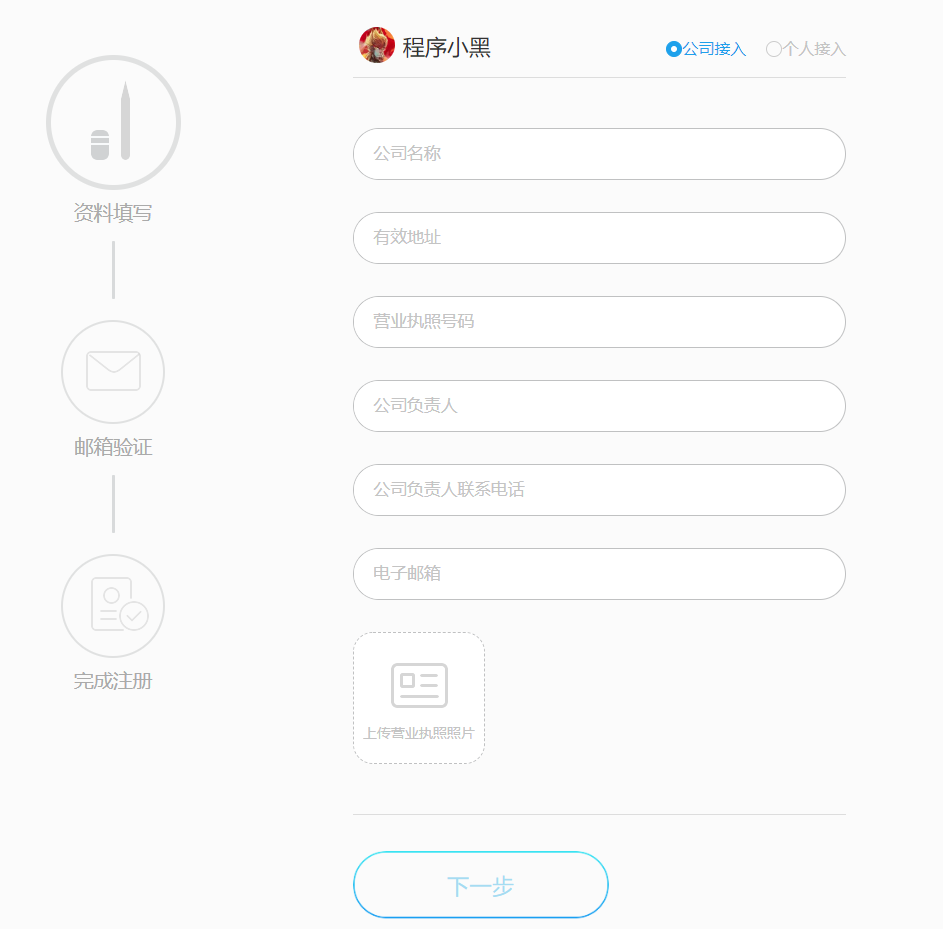 程序小黑
公司接入
个人接入
资料填写
邮箱验证
完成注册
公司名称
有效地址
营业执照号码
公司负责人
公司负责人联系电话
电子邮箱
上传营业执照照片
下一步